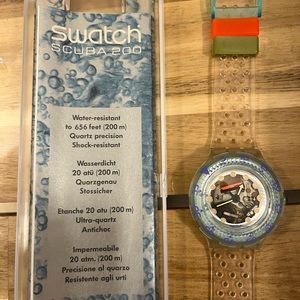 swatch
SCUBA 200
Water-resistant
to 656 feet (200 m)
Quartz precision
Shock-resistant
Wasserdicht
20 atü (200 m)
Quarzgenau
Stossicher
Etanche 20 atu (200 m)
Ultra-quartz
Antichoc
Impermeabile
20 atm. (200 m)
Precisione al quarzo
Resistente agli urti